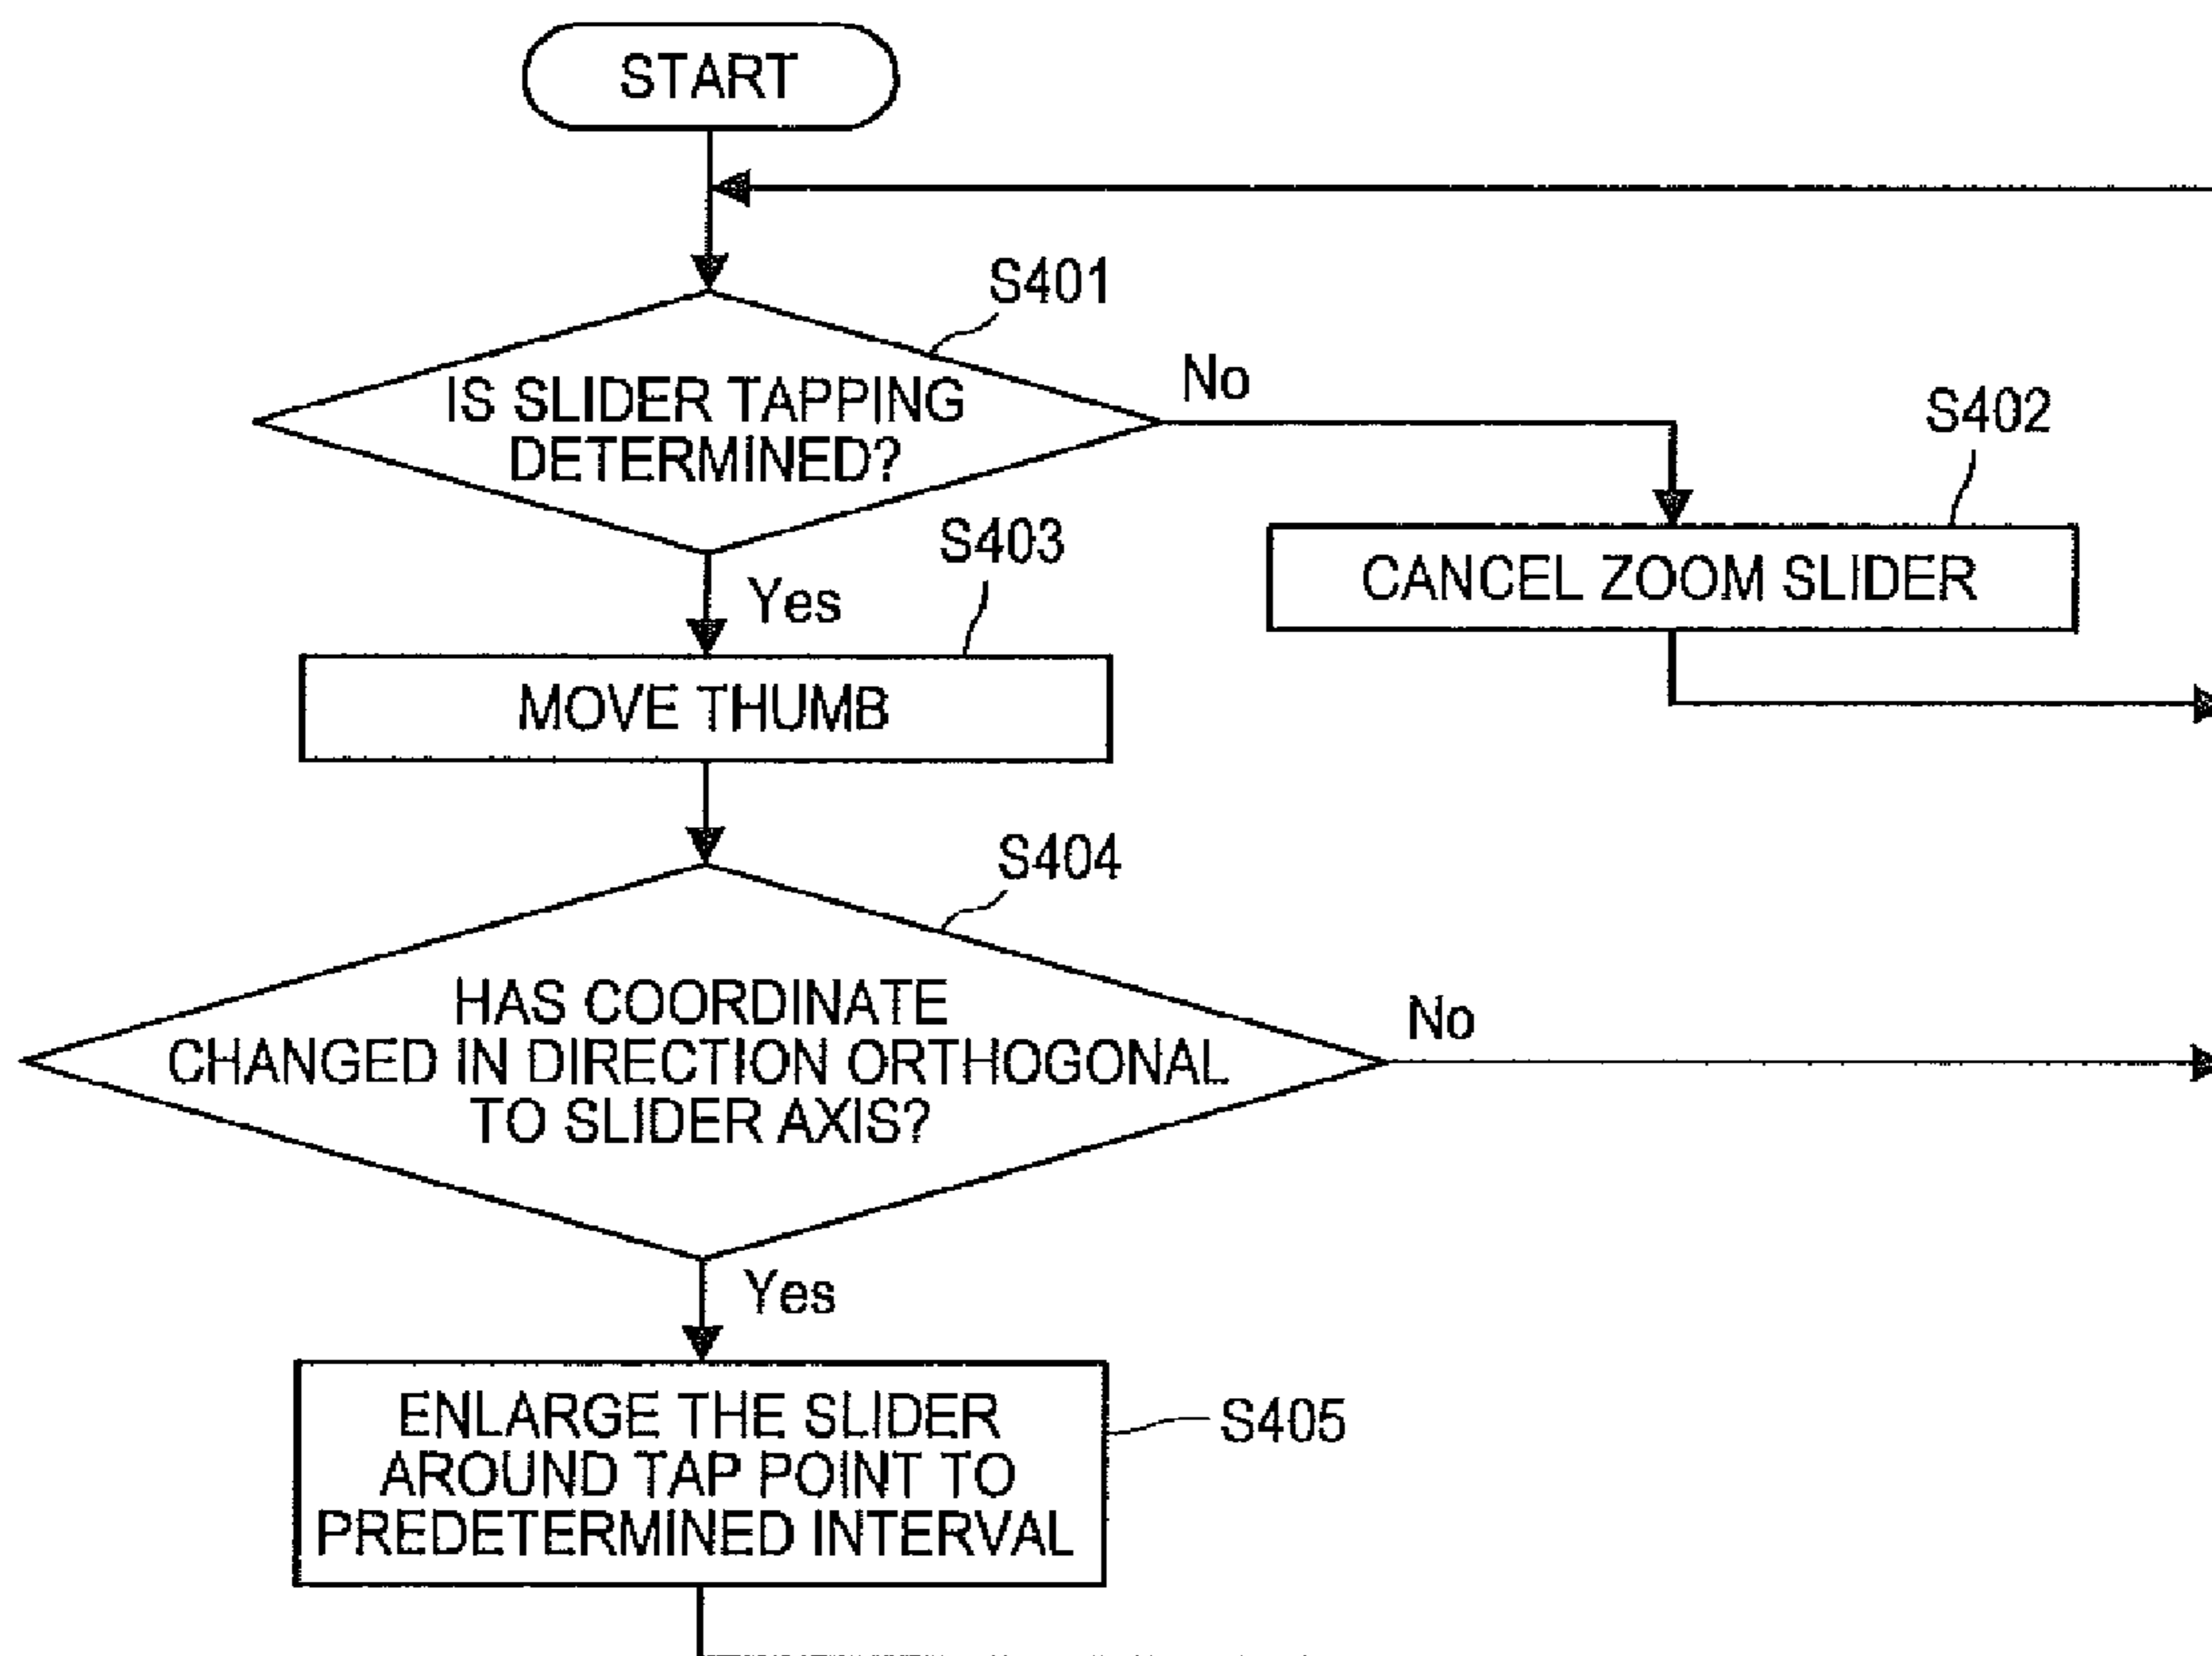 START
S401
IS SLIDER TAPPING
DETERMINED?
No
S402
CANCEL ZOOM SLIDER
Yes
S403
MOVE THUMB
S404
HAS COORDINATE
CHANGED IN DIRECTION ORTHOGONAL
TO SLIDER AXIS?
No
Yes
ENLARGE THE SLIDER
AROUND TAP POINT TO
PREDETERMINED INTERVAL
S405